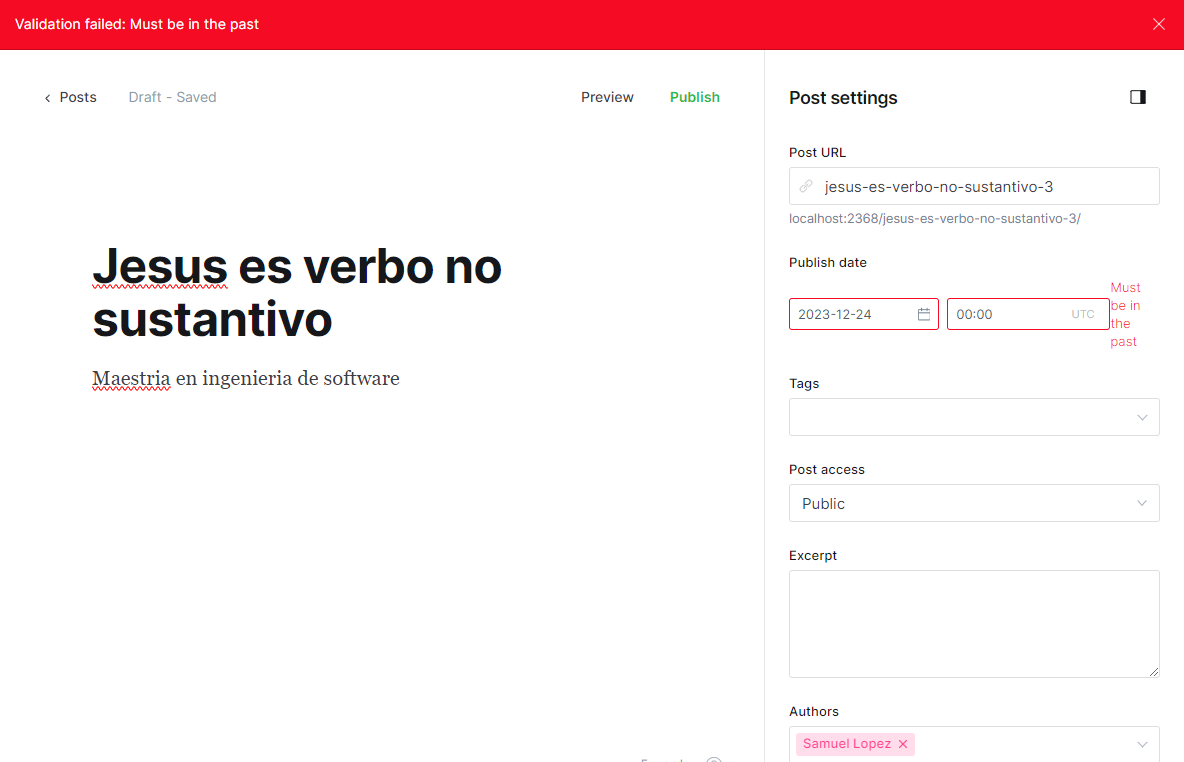 Validation failed: Must be in the past
Posts
Draft - Saved
Preview
Publish
Jesus es verbo no
sustantivo
Maestria en ingenieria de software
Post settings
Post URL
jesus-es-verbo-no-sustantivo-3
localhost:2368/jesus-es-verbo-no-sustantivo-3/
Publish date
2023-12-24
00:00
UTC
Must
be in
the
past
Tags
Post access
Public
Excerpt
Authors
Samuel Lopez